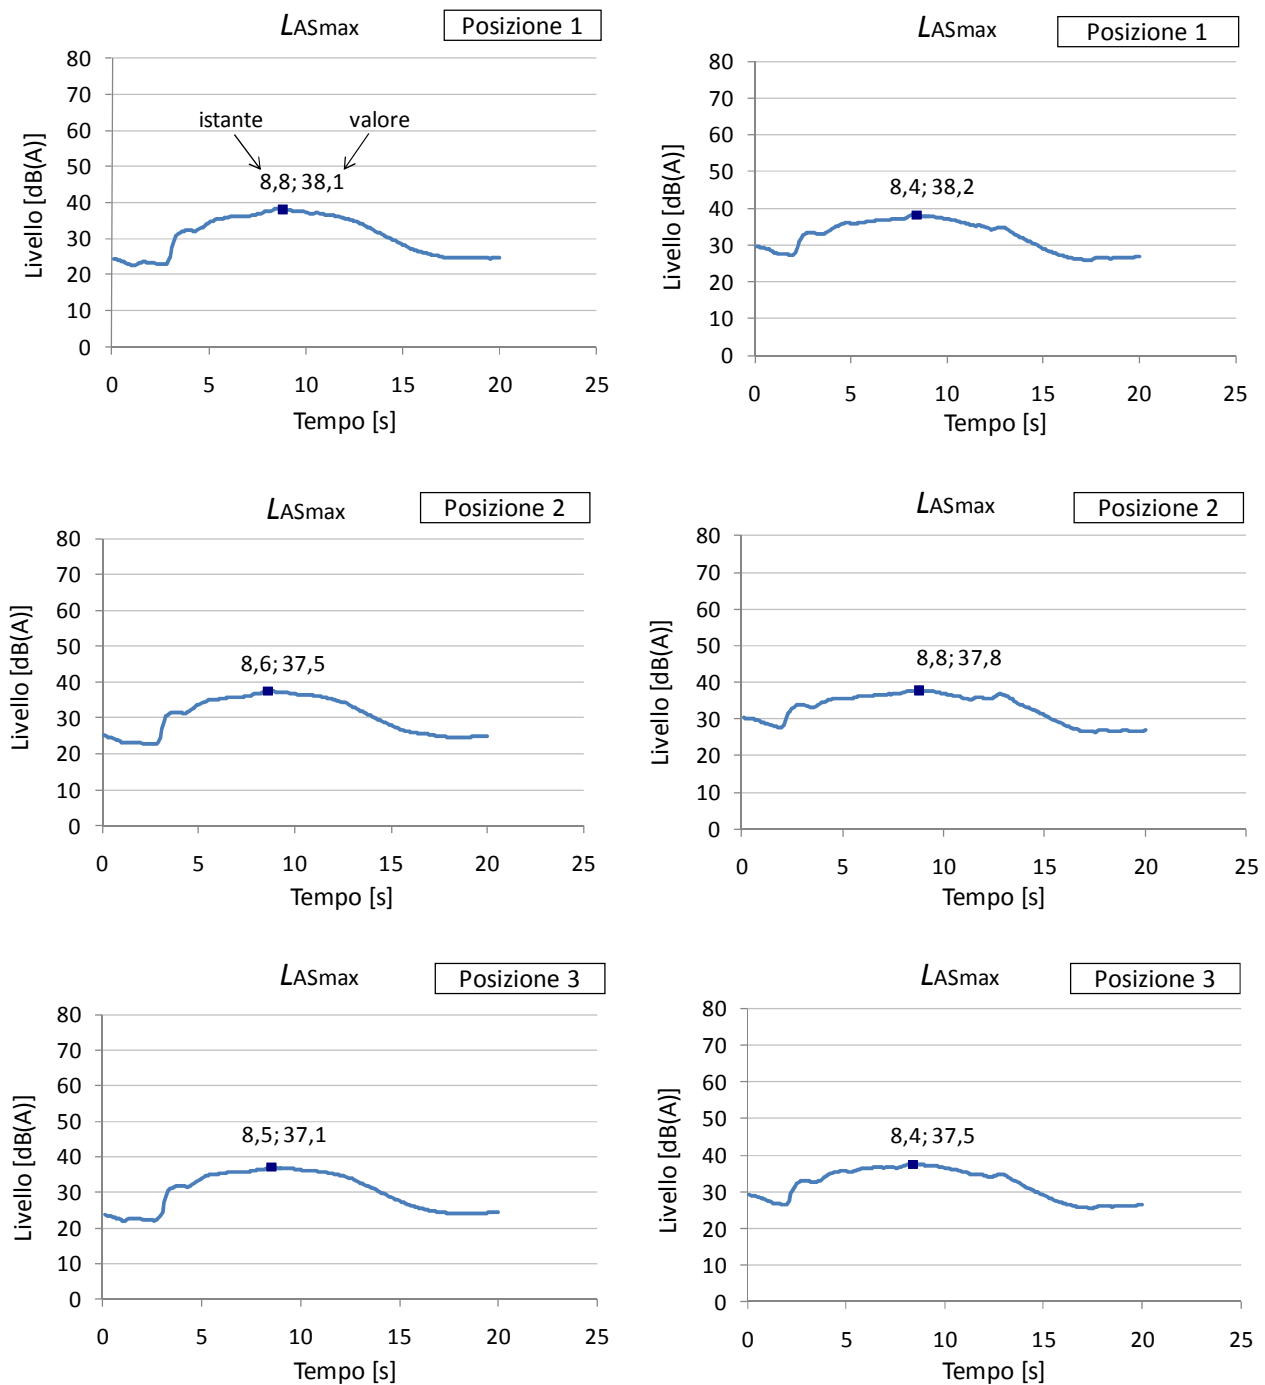 LASmax
Posizione 1
80
70
60
50
40
30
20
10
0
istante
valore
8,8; 38,1
0 5 10 15 20 25
Livello [dB(A)]
Tempo [s]
LASmax
Posizione 1
80
70
60
50
40
30
20
10
0
8,4; 38,2
0 5 10 15 20 25
Livello [dB(A)]
Tempo [s]
LASmax
Posizione 2
80
70
60
50
40
30
20
10
0
8,6; 37,5
0 5 10 15 20 25
Livello [dB(A)]
Tempo [s]
LASmax
Posizione 2
80
70
60
50
40
30
20
10
0
8,8; 37,8
0 5 10 15 20 25
Livello [dB(A)]
Tempo [s]
LASmax
Posizione 3
80
70
60
50
40
30
20
10
0
8,5; 37,1
0 5 10 15 20 25
Livello [dB(A)]
Tempo [s]
LASmax
Posizione 3
80
70
60
50
40
30
20
10
0
8,4; 37,5
0 5 10 15 20 25
Livello [dB(A)]
Tempo [s]